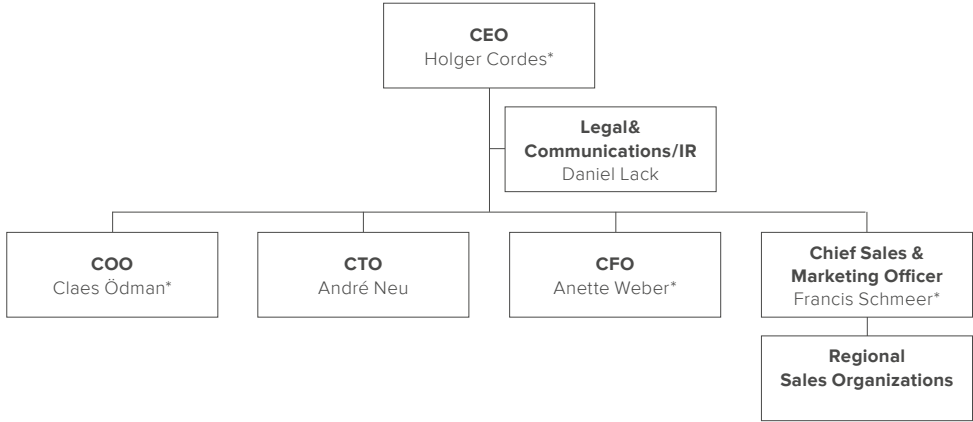 CEO
Holger Cordes*
Legal&
Communications/IR
Daniel Lack
COO
Claes Ödman*
CTO
André Neu
CFO
Anette Weber*
Chief Sales &
Marketing Officer
Francis Schmeer*
Regional
Sales Organizations